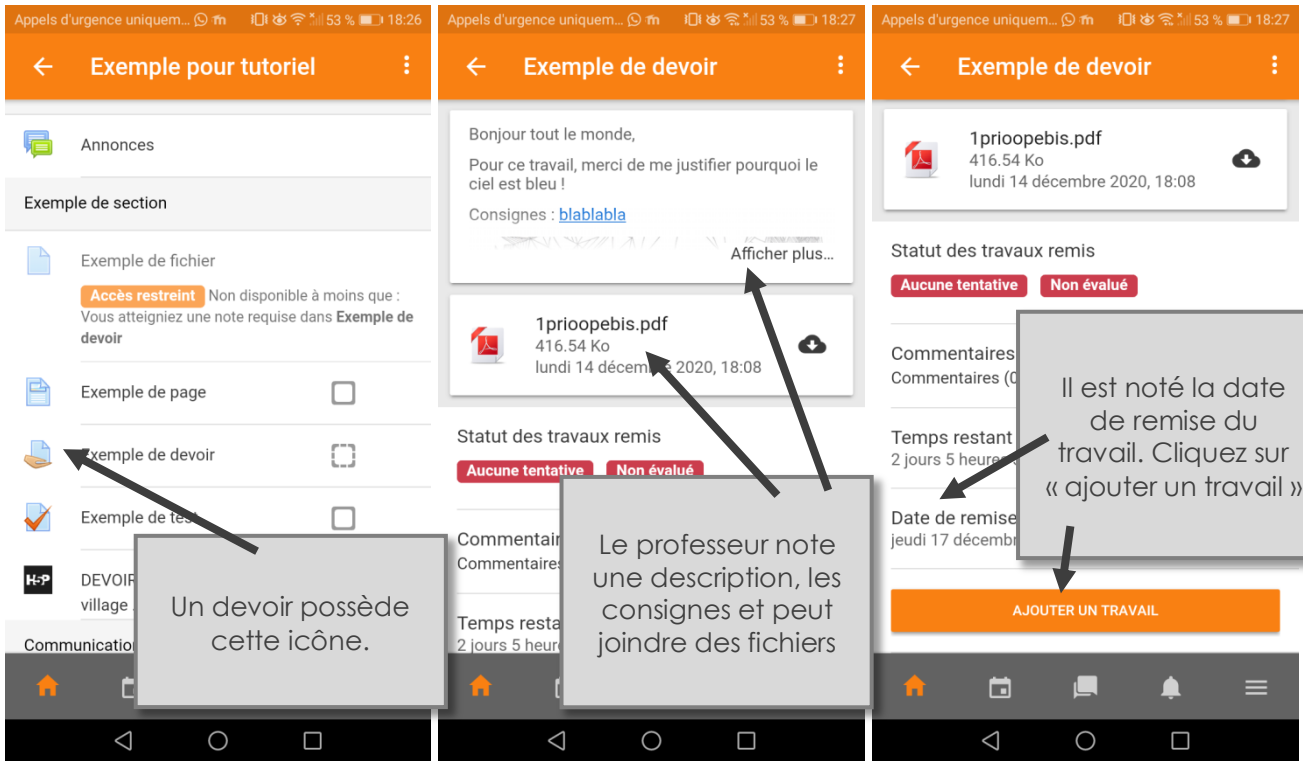 Appels d'urgence uniquem... 53 % 18:26
Exemple pour tutoriel
Annonces
Exemple de section
Exemple de fichier
Accès restreint Non disponible à moins que :
Vous atteigniez une note requise dans Exemple de
devoir
Exemple de page
Exemple de devoir
Exemple de test
H-P
DEVOIR
village
Communication
Un devoir possède
cette icône.
Appels d'urgence uniquem... 53 % 18:27
Exemple de devoir
Bonjour tout le monde,
Pour ce travail, merci de me justifier pourquoi le
ciel est bleu !
Consignes : blablabla
Afficher plus...
1prioopebis.pdf
416.54 Ko
lundi 14 décembre 2020, 18:08
Statut des travaux remis
Aucune tentative Non évalué
Commentair
Commentaires
Temps resta
2 jours 5 heure
Le professeur note
une description, les
consignes et peut
joindre des fichiers
Appels d'urgence uniquem... 53 % 18:27
Exemple de devoir
1prioopebis.pdf
416.54 Ko
lundi 14 décembre 2020, 18:08
Statut des travaux remis
Aucune tentative Non évalué
Commentaires
Commentaires (0
Temps restant
2 jours 5 heures
Date de remise
jeudi 17 décembr
Il est noté la date
de remise du
travail. Cliquez sur
« ajouter un travail »
AJOUTER UN TRAVAIL